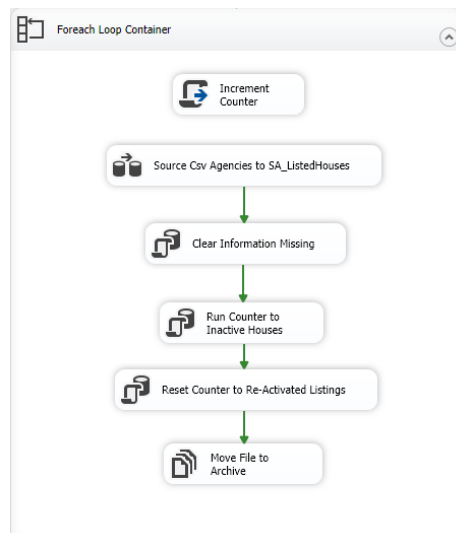 Foreach Loop Container
Increment
Counter
Source Csv Agencies to SA_ListedHouses
Clear Information Missing
Run Counter to
Inactive Houses
Reset Counter to Re-Activated Listings
Move File to
Archive